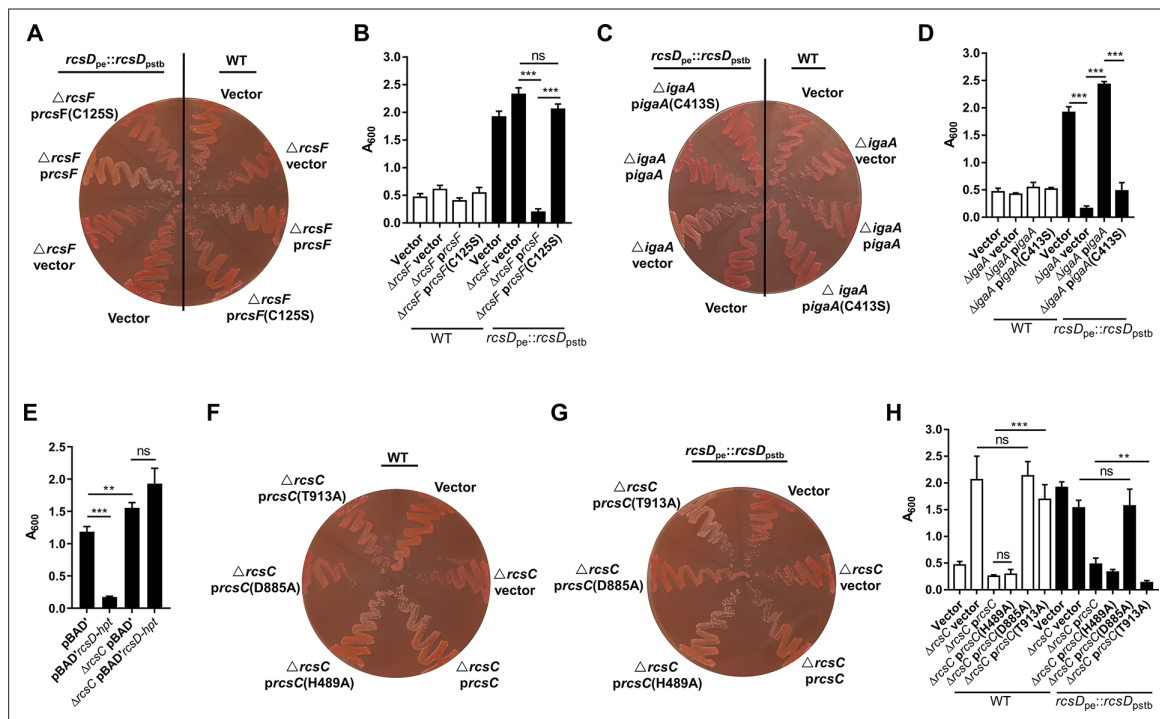 A
rcsDpe::rcsDpstb
WT
△rcsF
prcsF(C125S)
Vector
△rcsF
prcsF
△rcsF
vector
△rcsF
vector
△rcsF
prcsF
Vector
△rcsF
prcsF(C125S)
B
ns
***
***
A600
3.0
2.5
2.0
1.5
1.0
0.5
0.0
Vector
ΔrcsF vector
ΔrcsF prcsF
ΔrcsF prcsF(C125S)
Vector
ΔrcsF vector
ΔrcsF prcsF
ΔrcsF prcsF(C125S)
WT
rcsDpe::rcsDpstb
C
rcsDpe::rcsDpstb
WT
△igaA
pigaA(C413S)
Vector
△igaA
pigaA
△igaA
vector
△igaA
vector
△igaA
pigaA
Vector
△igaA
pigaA(C413S)
D
***
***
***
A600
3.0
2.5
2.0
1.5
1.0
0.5
0.0
Vector
ΔigaA vector
ΔigaA pigaA
ΔigaA pigaA(C413S)
Vector
ΔigaA vector
ΔigaA pigaA
ΔigaA pigaA(C413S)
WT
rcsDpe::rcsDpstb
E
ns
**
***
A600
2.5
2.0
1.5
1.0
0.5
0.0
pBAD'
pBAD'rcsD-hpt
ΔrcsC pBAD'
ΔrcsC pBAD'rcsD-hpt
F
WT
△rcsC
prcsC(T913A)
Vector
△rcsC
prcsC(D885A)
△rcsC
vector
△rcsC
prcsC(H489A)
△rcsC
prcsC
G
rcsDpe::rcsDpstb
△rcsC
prcsC(T913A)
Vector
△rcsC
prcsC(D885A)
△rcsC
vector
△rcsC
prcsC(H489A)
△rcsC
prcsC
H
***
ns
**
ns
ns
A600
3.0
2.5
2.0
1.5
1.0
0.5
0.0
Vector
ΔrcsC vector
ΔrcsC prcsC
ΔrcsC prcsC(H489A)
ΔrcsC prcsC(D885A)
ΔrcsC prcsC(T913A)
Vector
ΔrcsC vector
ΔrcsC prcsC
ΔrcsC prcsC(H489A)
ΔrcsC prcsC(D885A)
ΔrcsC prcsC(T913A)
WT
rcsDpe::rcsDpstb